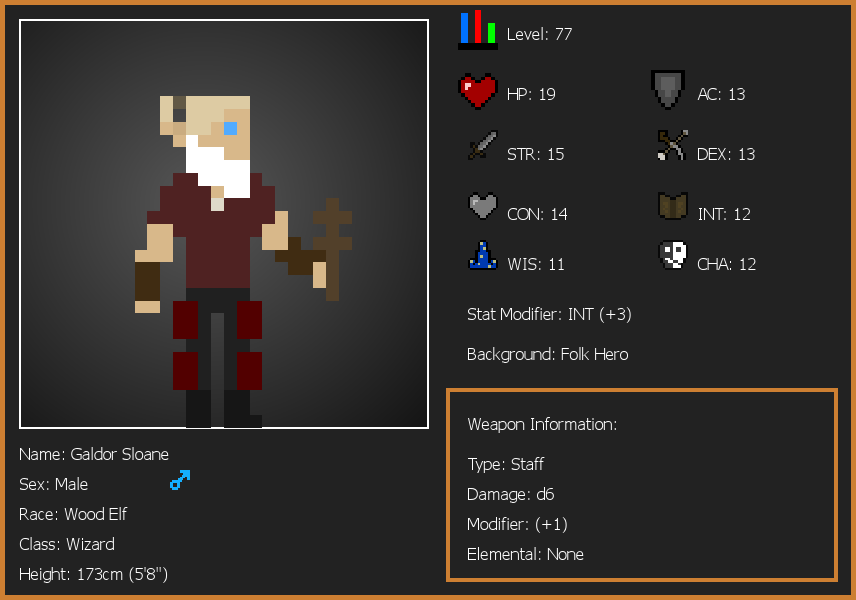 Level: 77
HP: 19
AC: 13
STR: 15
DEX: 13
CON: 14
INT: 12
WIS: 11
CHA: 12
Stat Modifier: INT (+3)
Background: Folk Hero
Weapon Information:
Type: Staff
Damage: d6
Modifier: (+1)
Elemental: None
Name: Galdor Sloane
Sex: Male
Race: Wood Elf
Class: Wizard
Height: 173cm (5'8")